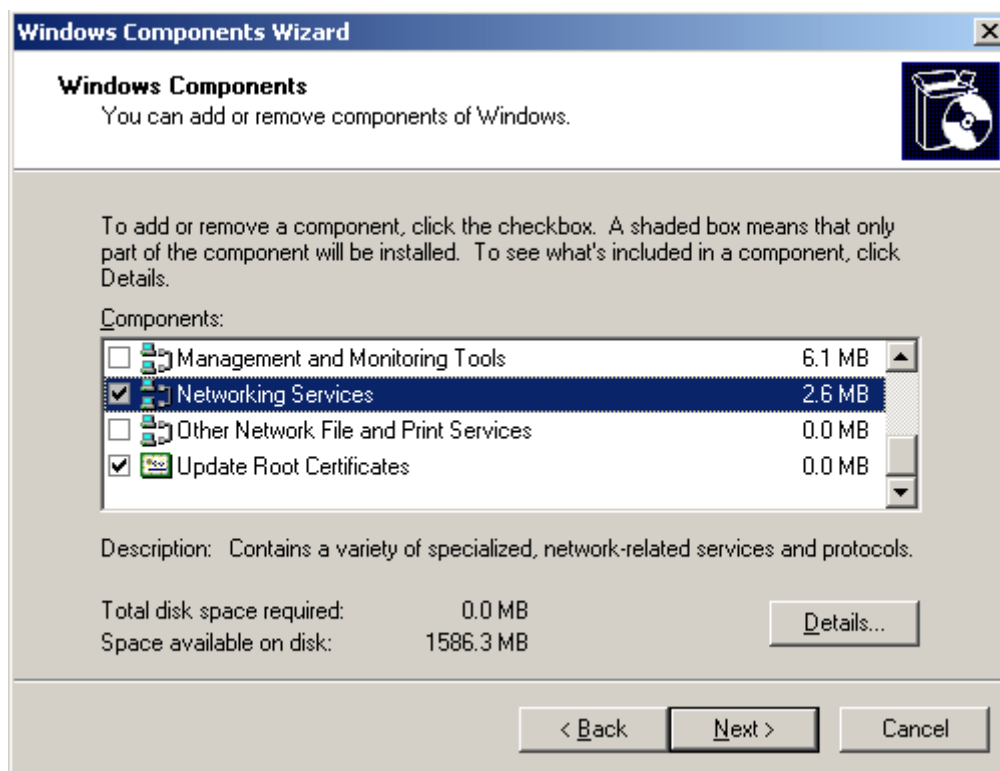 Windows Components Wizard
Windows Components
You can add or remove components of Windows.
To add or remove a component, click the checkbox. A shaded box means that only
part of the component will be installed. To see what's included in a component, click
Details.
Components:
Management and Monitoring Tools 6.1 MB
Networking Services 2.6 MB
Other Network File and Print Services 0.0 MB
Update Root Certificates 0.0 MB
Description: Contains a variety of specialized, network-related services and protocols.
Total disk space required: 0.0 MB
Space available on disk: 1586.3 MB
Details...
< Back Next > Cancel